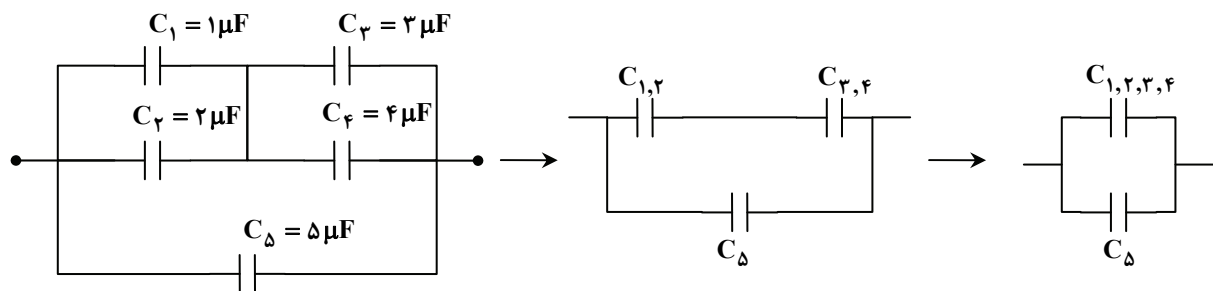 C۱ = ۱μF
C۳ = ۳μF
C۲ = ۲μF
C۴ = ۴μF
C۵ = ۵μF
C۱,۲
C۳,۴
C۵
C۱,۲,۳,۴
C۵